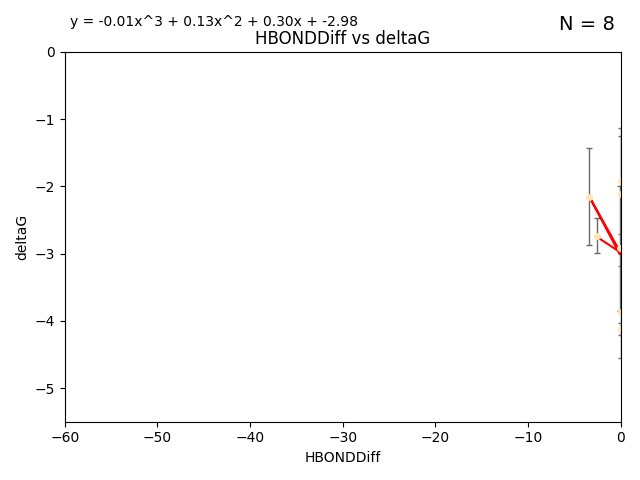 y = -0.01x^3 + 0.13x^2 + 0.30x + -2.98
N = 8
HBONDDiff vs deltaG
0
−1
−2
−3
−4
−5
deltaG
−60
−50
−40
−30
−20
−10
0
HBONDDiff